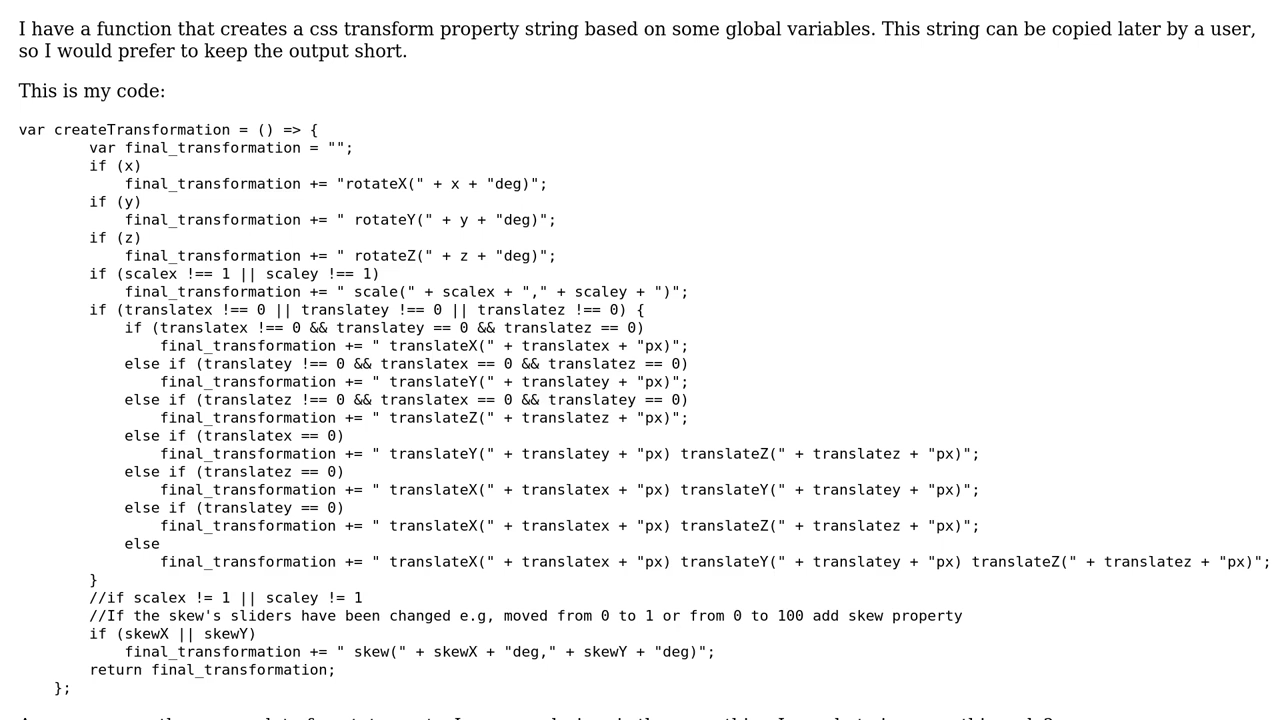 I have a function that creates a css transform property string based on some global variables. This string can be copied later by a user,
so I would prefer to keep the output short.
This is my code:
var createTransformation = () => {
        var final_transformation = "";
        if (x)
            final_transformation += "rotateX(" + x + "deg)";
        if (y)
            final_transformation += " rotateY(" + y + "deg)";
        if (z)
            final_transformation += " rotateZ(" + z + "deg)";
        if (scalex !== 1 || scaley !== 1)
            final_transformation += " scale(" + scalex + "," + scaley + ")";
        if (translatex !== 0 || translatey !== 0 || translatez !== 0) {
            if (translatex !== 0 && translatey == 0 && translatez == 0)
                final_transformation += " translateX(" + translatex + "px)";
            else if (translatey !== 0 && translatex == 0 && translatez == 0)
                final_transformation += " translateY(" + translatey + "px)";
            else if (translatez !== 0 && translatex == 0 && translatey == 0)
                final_transformation += " translateZ(" + translatez + "px)";
            else if (translatex == 0)
                final_transformation += " translateY(" + translatey + "px) translateZ(" + translatez + "px)";
            else if (translatez == 0)
                final_transformation += " translateX(" + translatex + "px) translateY(" + translatey + "px)";
            else if (translatey == 0)
                final_transformation += " translateX(" + translatex + "px) translateZ(" + translatez + "px)";
            else
                final_transformation += " translateX(" + translatex + "px) translateY(" + translatey + "px) translateZ(" + translatez + "px)";
        }
        //if scalex != 1 || scaley != 1
        //If the skew's sliders have been changed e.g, moved from 0 to 1 or from 0 to 100 add skew property
        if (skewX || skewY)
            final_transformation += " skew(" + skewX + "deg," + skewY + "deg)";
        return final_transformation;
    };